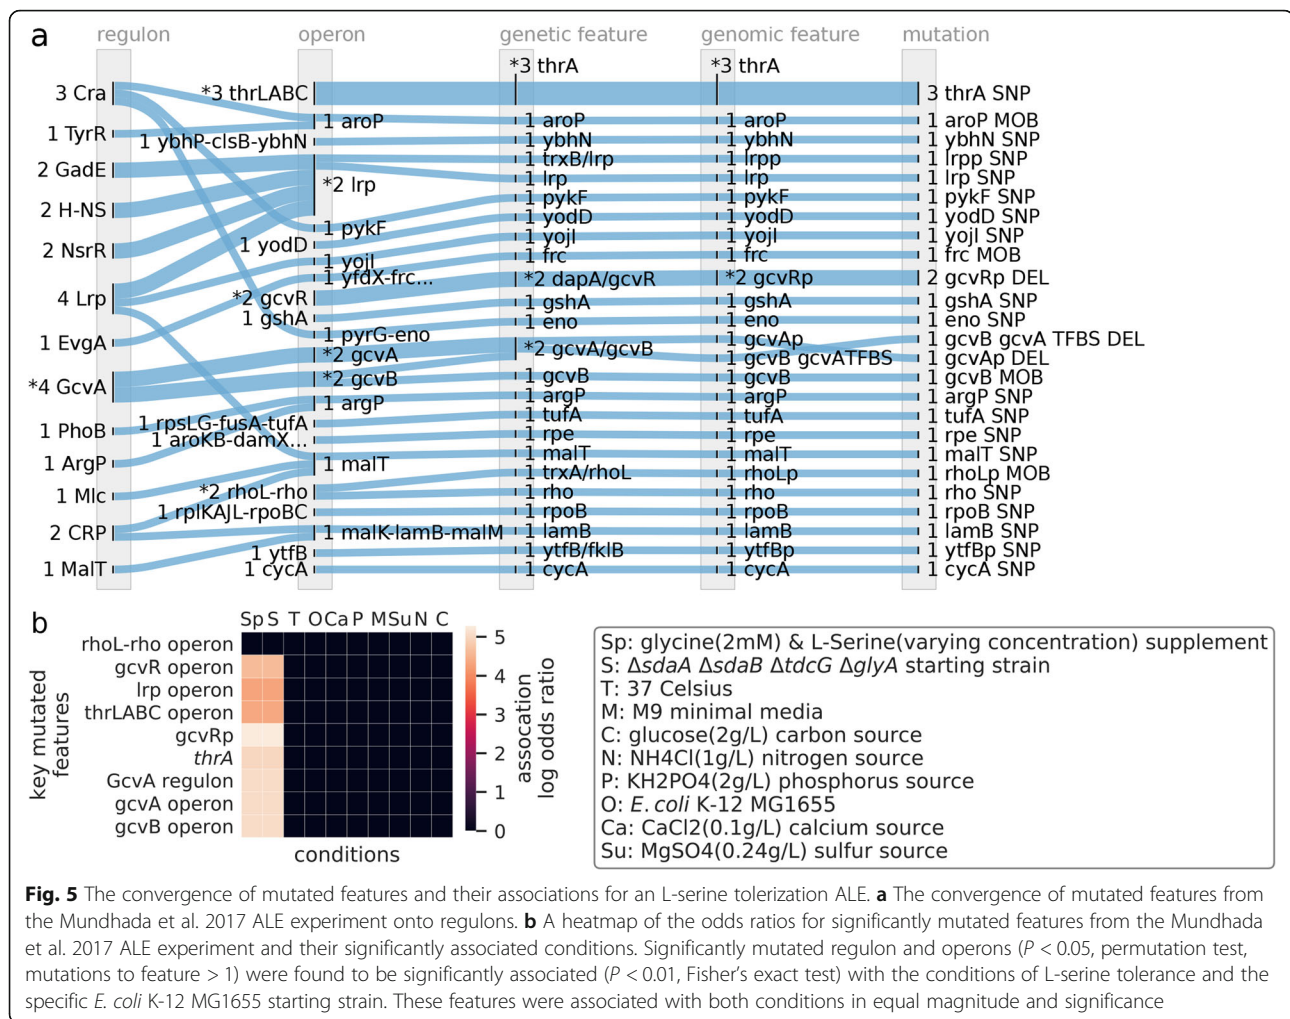 a
regulon operon genetic feature genomic feature mutation
3 Cra
1 TyrR
2 GadE
2 H-NS
2 NsrR
4 Lrp
1 EvgA
*4 GcvA
1 PhoB
1 ArgP
1 Mlc
2 CRP
1 MalT
*3 thrLABC
1 aroP
1 ybhP-clsB-ybhN
*2 lrp
1 pykF
1 yodD
1 yojI
1 yfdX-frc...
*2 gcvR
1 gshA
1 pyrG-eno
*2 gcvA
*2 gcvB
1 argP
1 rpsLG-fusA-tufA
1 aroKB-damX...
1 malT
*2 rhoL-rho
1 rplKAJL-rpoBC
1 malK-lamB-malM
1 ytfB
1 cycA
*3 thrA
1 aroP
1 ybhN
1 trxB/lrp
1 lrp
1 pykF
1 yodD
1 yojI
1 frc
*2 dapA/gcvR
1 gshA
1 eno
*2 gcvA/gcvB
1 gcvB
1 argP
1 tufA
1 rpe
1 malT
1 trxA/rhoL
1 rho
1 rpoB
1 lamB
1 ytfB/fklB
1 cycA
*3 thrA
1 aroP
1 ybhN
1 lrpp
1 lrp
1 pykF
1 yodD
1 yojI
1 frc
*2 gcvRp
1 gshA
1 eno
1 gcvAp
1 gcvB gcvATFBS
1 gcvB
1 argP
1 tufA
1 rpe
1 malT
1 rhoLp
1 rho
1 rpoB
1 lamB
1 ytfBp
1 cycA
3 thrA SNP
1 aroP MOB
1 ybhN SNP
1 lrpp SNP
1 lrp SNP
1 pykF SNP
1 yodD SNP
1 yojI SNP
1 frc MOB
2 gcvRp DEL
1 gshA SNP
1 eno SNP
1 gcvB gcvA TFBS DEL
1 gcvAp DEL
1 gcvB MOB
1 argP SNP
1 tufA SNP
1 rpe SNP
1 malT SNP
1 rhoLp MOB
1 rho SNP
1 rpoB SNP
1 lamB SNP
1 ytfBp SNP
1 cycA SNP
b
Sp S T O Ca P M Su N C
key mutated
features
rhoL-rho operon
gcvR operon
lrp operon
thrLABC operon
gcvRp
thrA
GcvA regulon
gcvA operon
gcvB operon
conditions
5
4
3
2
1
0
assocation
log odds ratio
Sp: glycine(2mM) & L-Serine(varying concentration) supplement
S: ΔsdaA ΔsdaB ΔtdcG ΔglyA starting strain
T: 37 Celsius
M: M9 minimal media
C: glucose(2g/L) carbon source
N: NH4Cl(1g/L) nitrogen source
P: KH2PO4(2g/L) phosphorus source
O: E. coli K-12 MG1655
Ca: CaCl2(0.1g/L) calcium source
Su: MgSO4(0.24g/L) sulfur source
Fig. 5 The convergence of mutated features and their associations for an L-serine tolerization ALE. a The convergence of mutated features from
the Mundhada et al. 2017 ALE experiment onto regulons. b A heatmap of the odds ratios for significantly mutated features from the Mundhada
et al. 2017 ALE experiment and their significantly associated conditions. Significantly mutated regulon and operons (P < 0.05, permutation test,
mutations to feature > 1) were found to be significantly associated (P < 0.01, Fisher's exact test) with the conditions of L-serine tolerance and the
specific E. coli K-12 MG1655 starting strain. These features were associated with both conditions in equal magnitude and significance